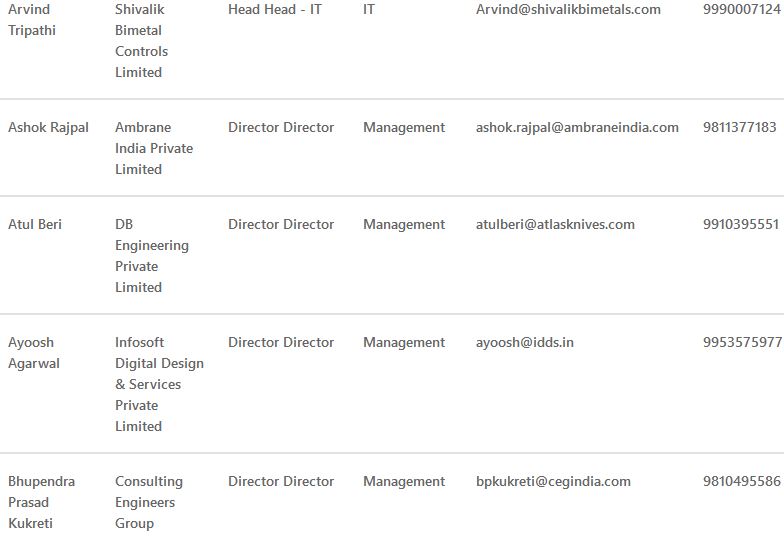 Arvind Shivalik Head Head - IT IT Arvind@shivalikbimetals.com 9990007124
Tripathi Bimetal
Controls
Limited
Ashok Rajpal Ambrane Director Director Management ashok.rajpal@ambraneindia.com 9811377183
India Private
Limited
Atul Beri DB Director Director Management atulberi@atlasknives.com 9910395551
Engineering
Private
Limited
Ayoosh Infosoft Director Director Management ayoosh@idds.in 9953575977
Agarwal Digital Design
& Services
Private
Limited
Bhupendra Consulting Director Director Management bpkukreti@cegindia.com 9810495586
Prasad Engineers
Kukreti Group